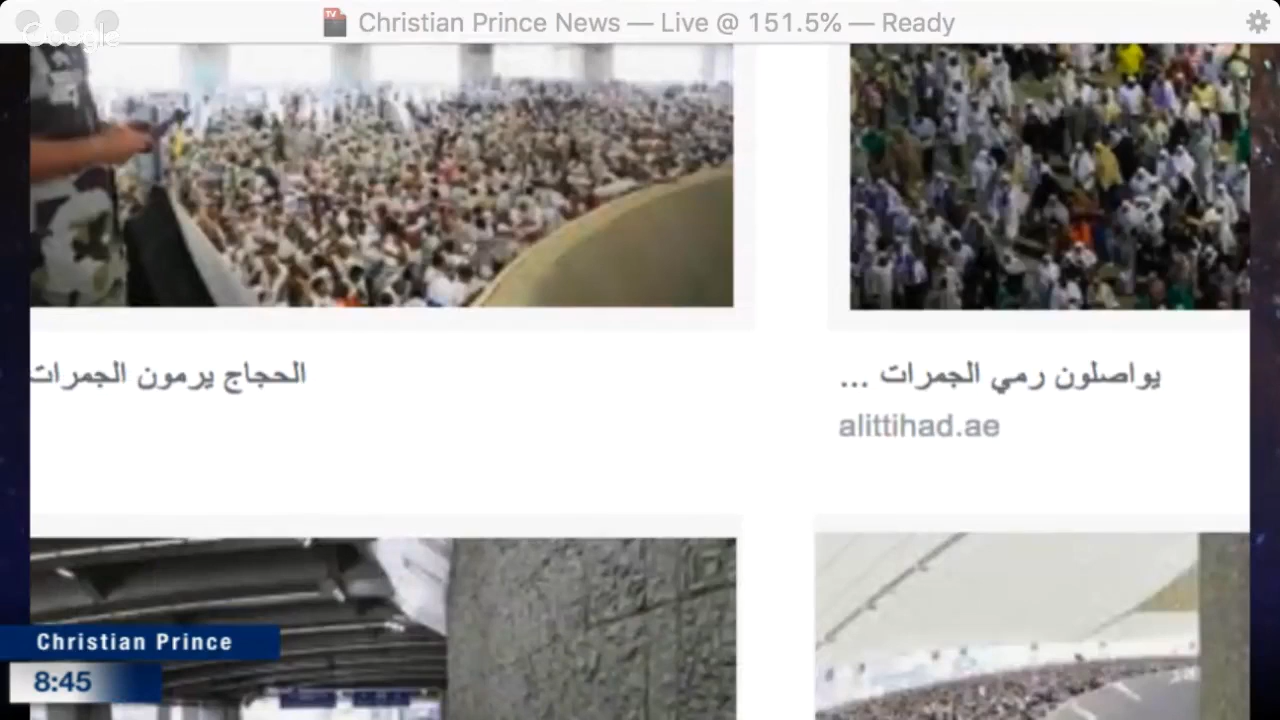 Christian Prince News — Live @ 151.5% — Ready
Google
الحجاج يرمون الجمرات
يواصلون رمي الجمرات ...
alittihad.ae
Christian Prince
8:45